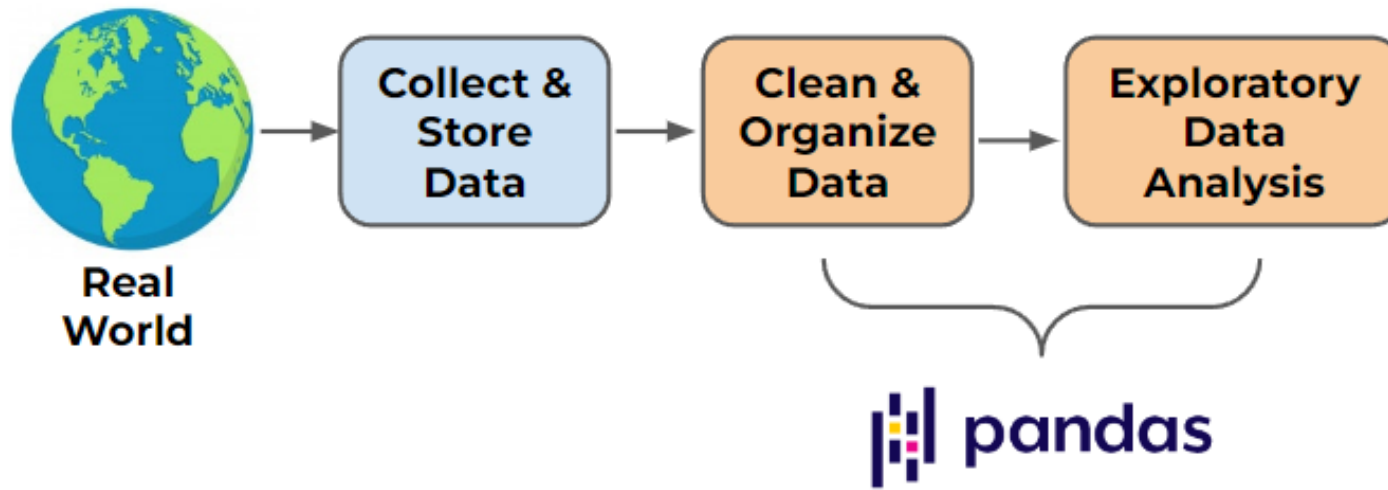 Real
World
Collect &
Store
Data
Clean &
Organize
Data
Exploratory
Data
Analysis
pandas